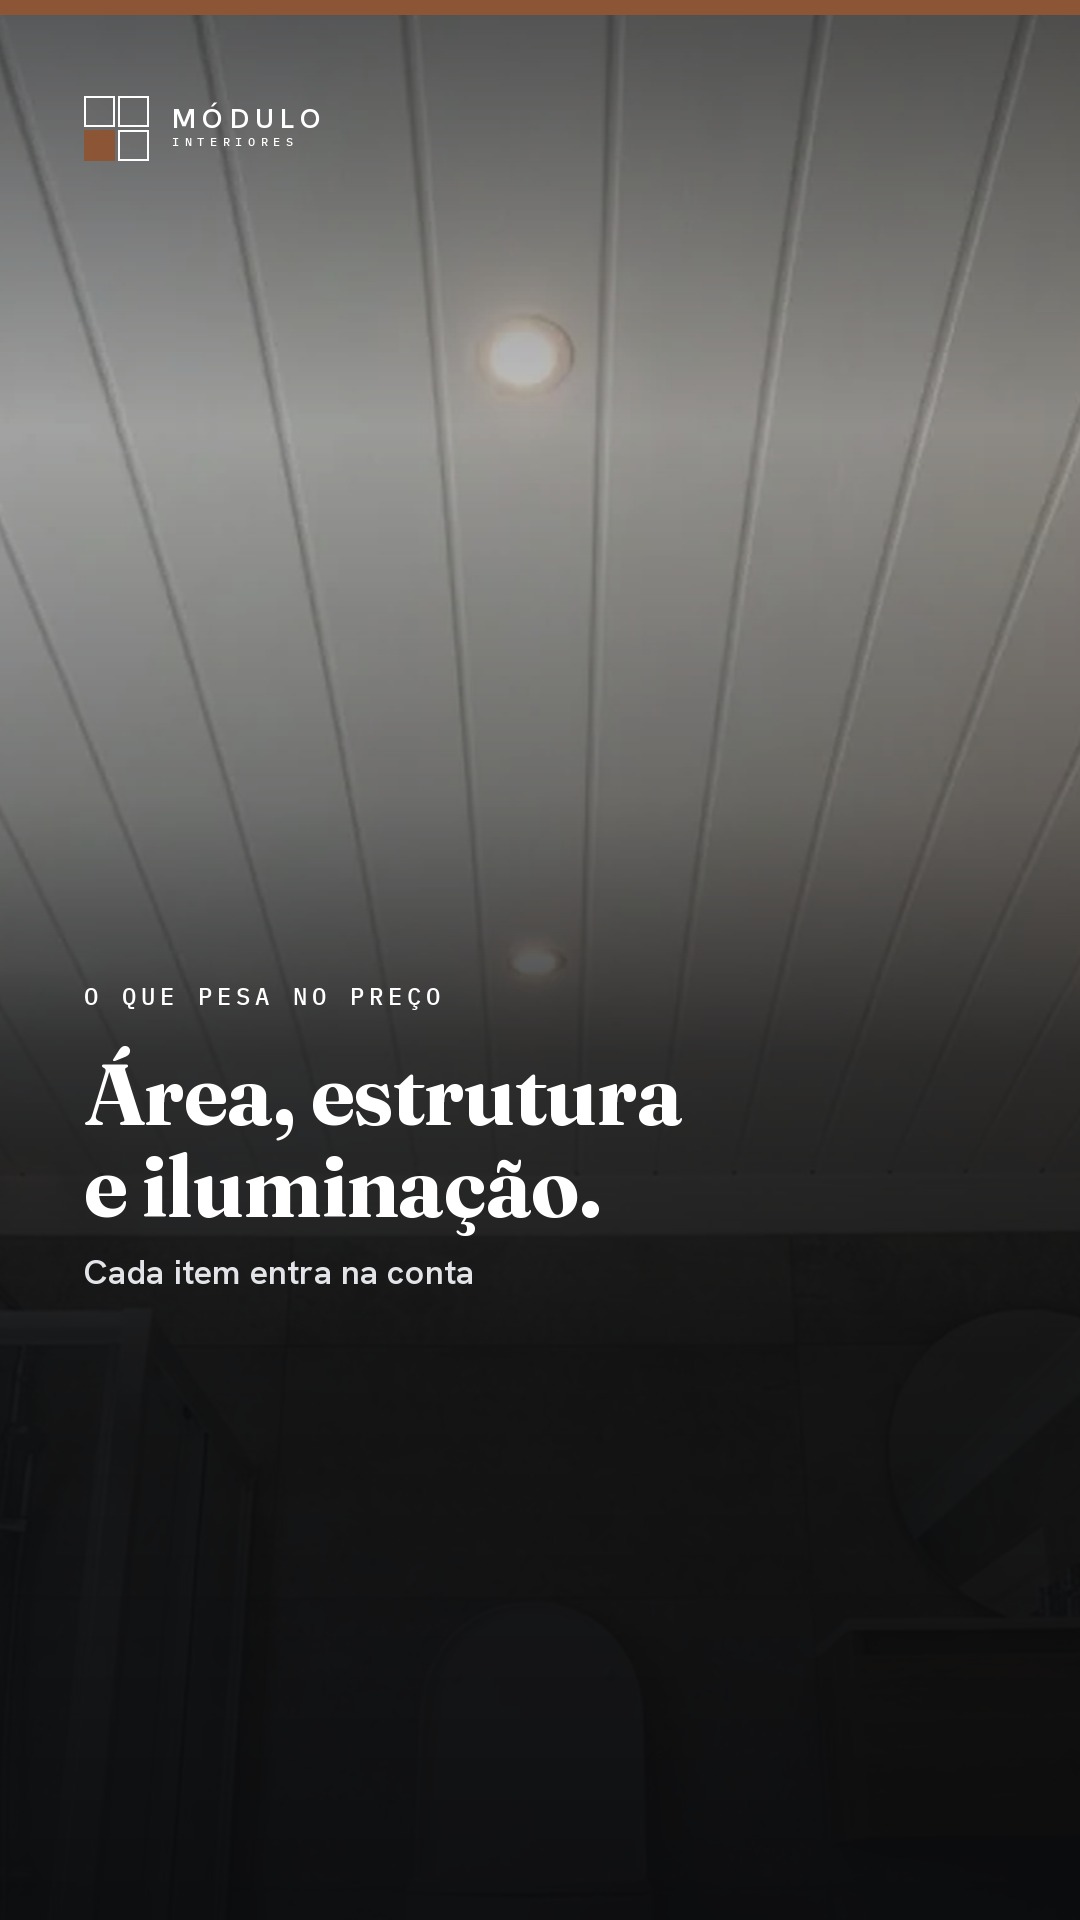 MÓDULO
INTERIORES
O QUE PESA NO PREÇO
Área, estrutura
e iluminação.
Cada item entra na conta